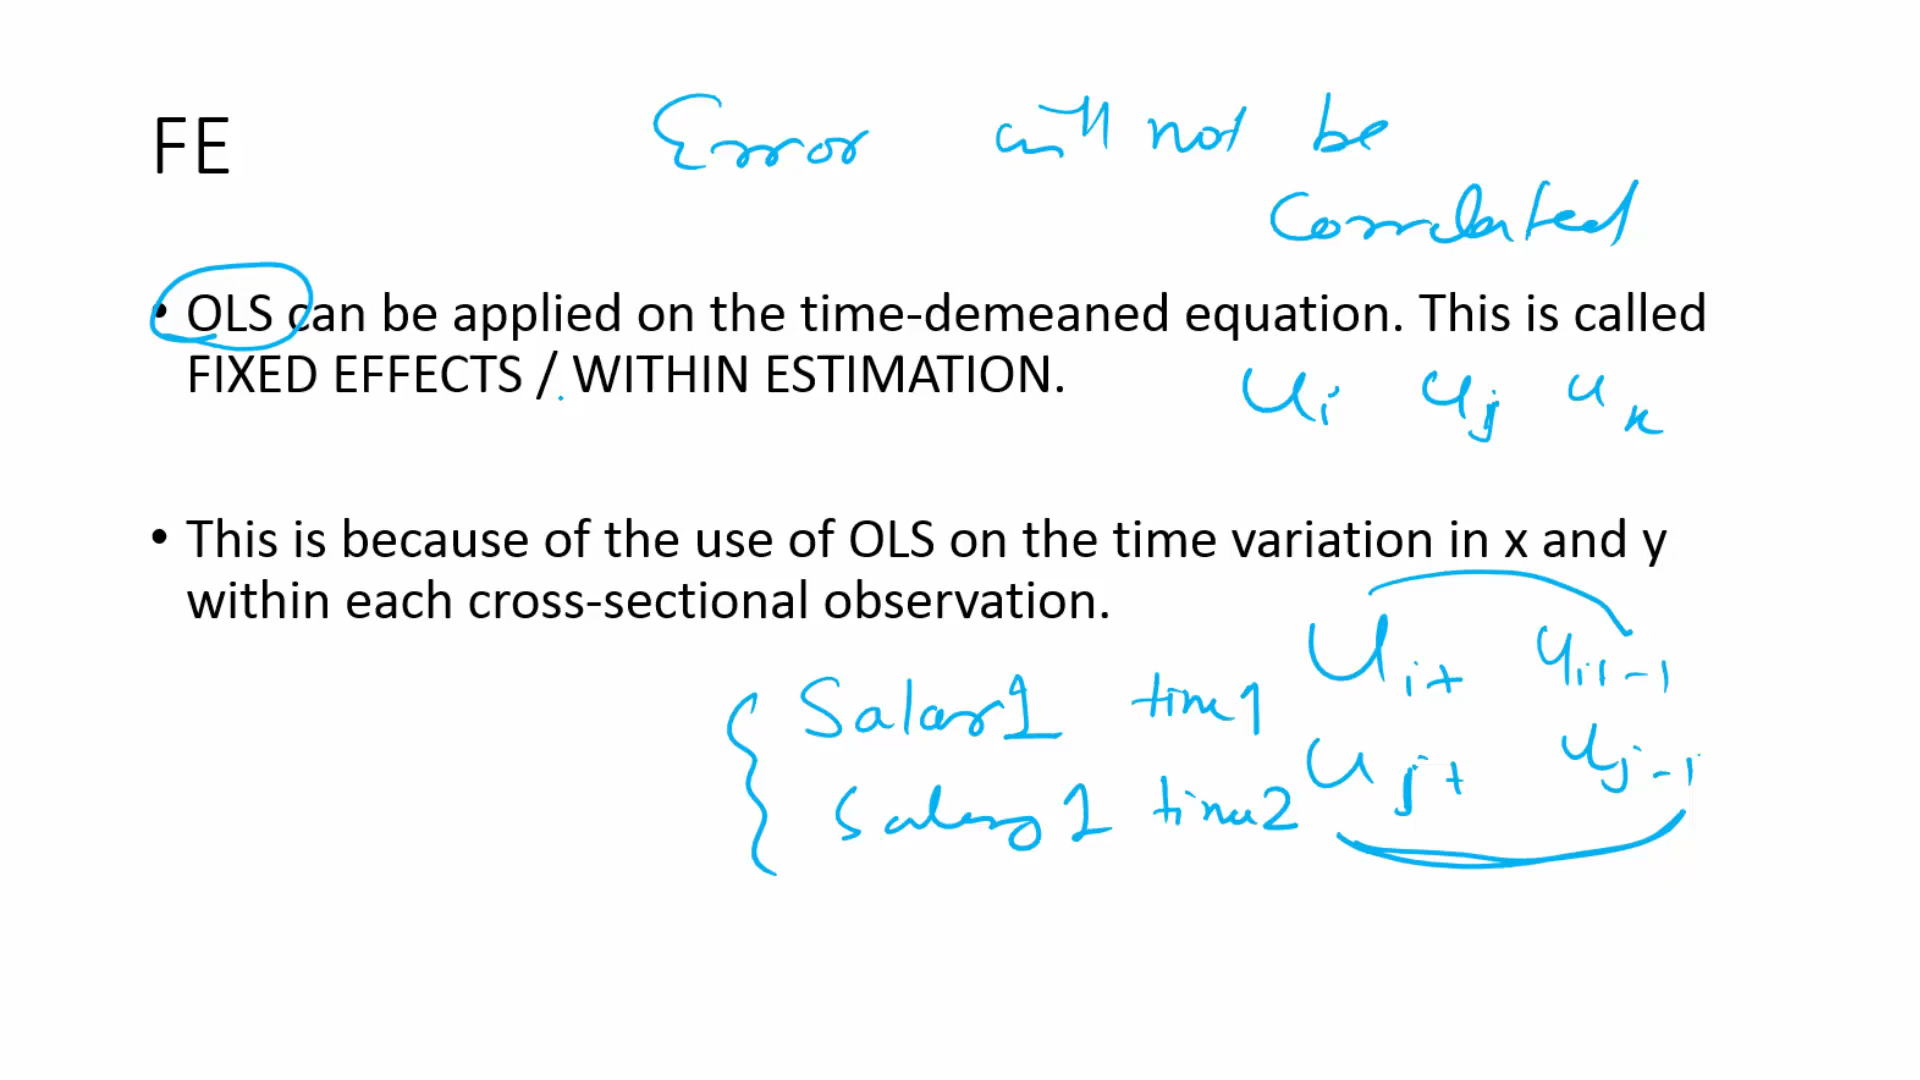 FE
Error will not be
Correlated
• OLS can be applied on the time-demeaned equation. This is called
FIXED EFFECTS / WITHIN ESTIMATION.
Ui Uj Uk
• This is because of the use of OLS on the time variation in x and y
within each cross-sectional observation.
Uit Uit-1
Salary1 time1
Ujt Uj-1
Salary1 time2